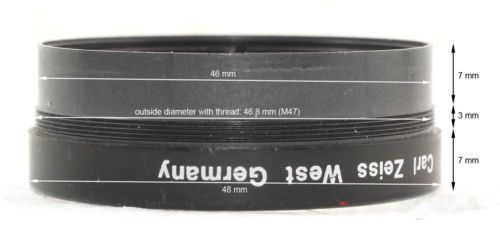 46 mm
7 mm
outside diameter with thread: 46.8 mm (M47)
3 mm
7 mm
Carl Zeiss West Germany
48 mm